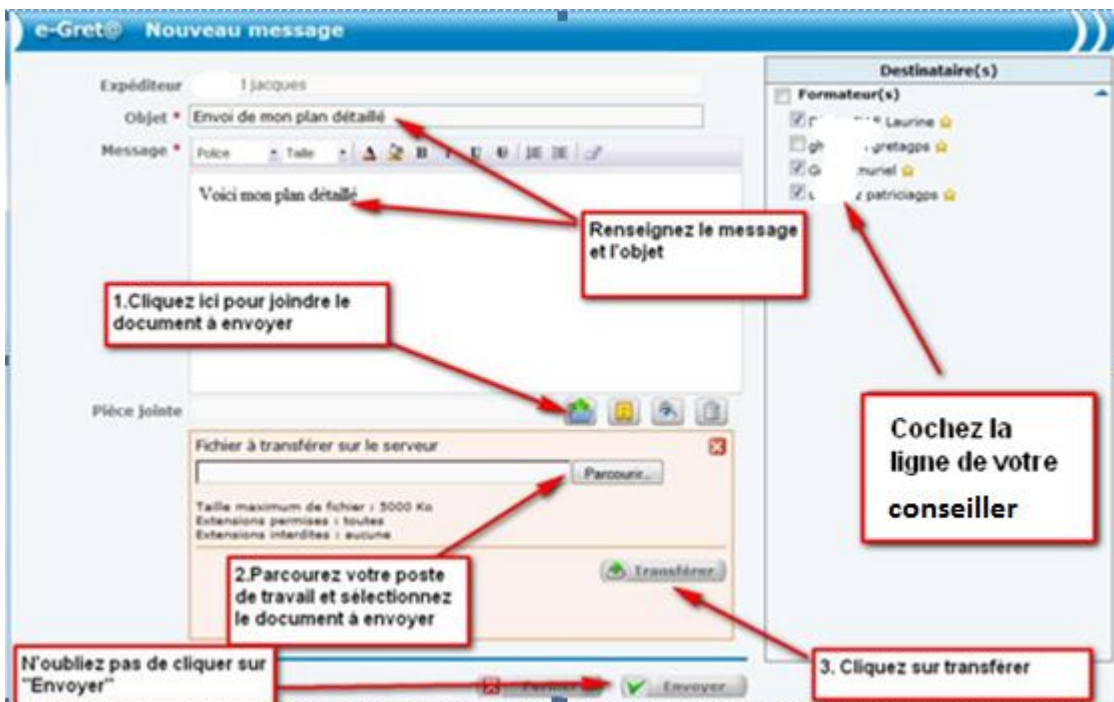 e-Gret@ Nouveau message
Expéditeur jacques
Objet * Envoi de mon plan détaillé
Message * Police Taille
Voici mon plan détaillé
Renseignez le message
et l'objet
1.Cliquez ici pour joindre le
document à envoyer
Pièce jointe
Fichier à transférer sur le serveur
Parcourir...
Taille maximum de fichier : 5000 Ko
Extensions permises : toutes
Extensions interdites : aucune
2.Parcourez votre poste
de travail et sélectionnez
le document à envoyer
Transférer
N'oubliez pas de cliquer sur
"Envoyer"
Fermer
Envoyer
3. Cliquez sur transférer
Destinataire(s)
Formateur(s)
Laurine
gretagps
muriel
patriciagps
Cochez la
ligne de votre
conseiller